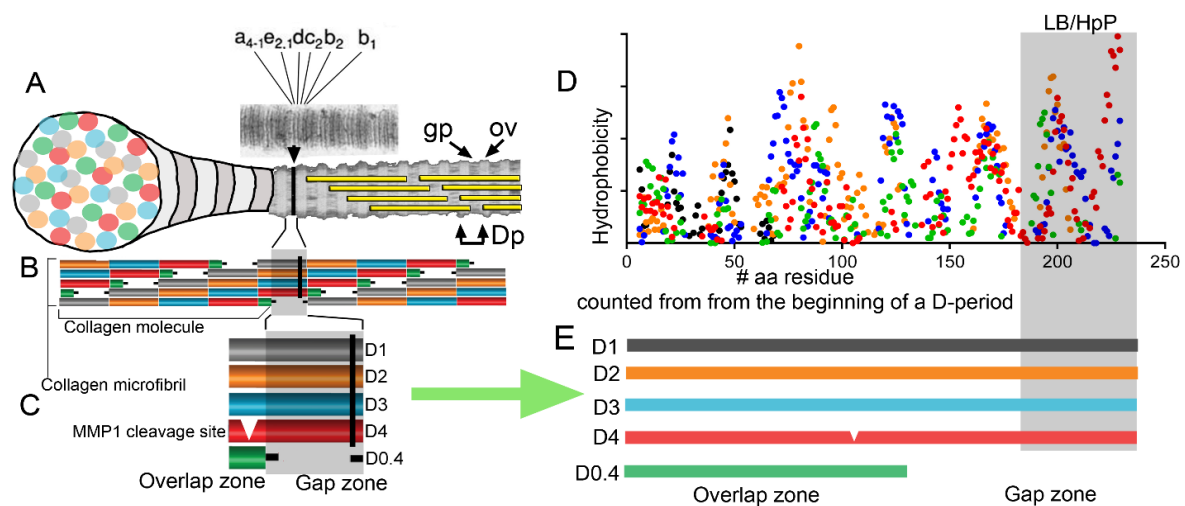 a4-1e2.1dc2b2 b1
A
gp ov
Dp
B
Collagen molecule
Collagen microfibril
C
D1
D2
D3
MMP1 cleavage site
D4
D0.4
Overlap zone
Gap zone
D
LB/HpP
Hydrophobicity
0 50 100 150 200 250
# aa residue
counted from from the beginning of a D-period
E
D1
D2
D3
D4
D0.4
Overlap zone
Gap zone